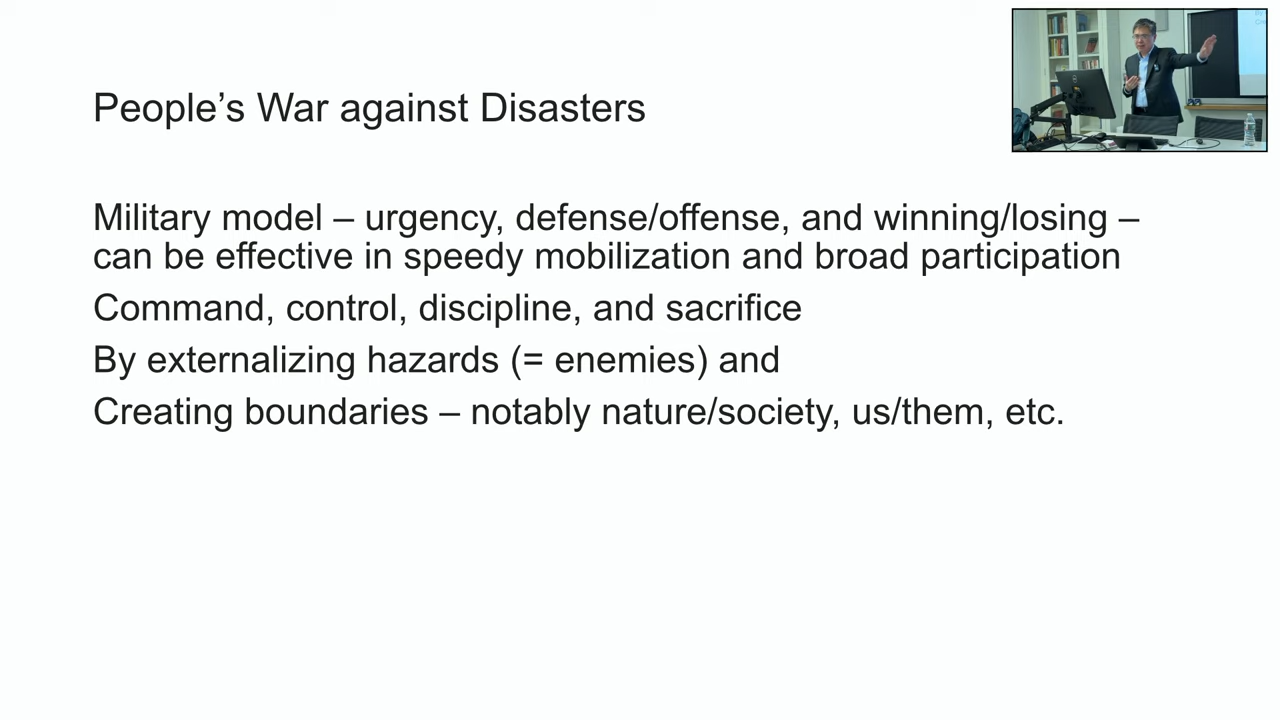 People’s War against Disasters
Military model – urgency, defense/offense, and winning/losing –
can be effective in speedy mobilization and broad participation
Command, control, discipline, and sacrifice
By externalizing hazards (= enemies) and
Creating boundaries – notably nature/society, us/them, etc.